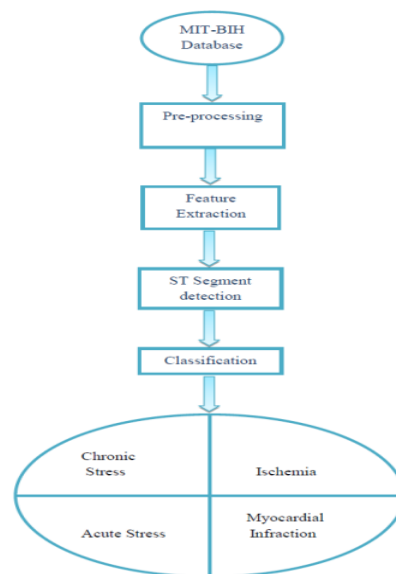 MIT-BIH
Database
Pre-processing
Feature
Extraction
ST Segment
detection
Classification
Chronic
Stress
Ischemia
Acute Stress
Myocardial
Infraction